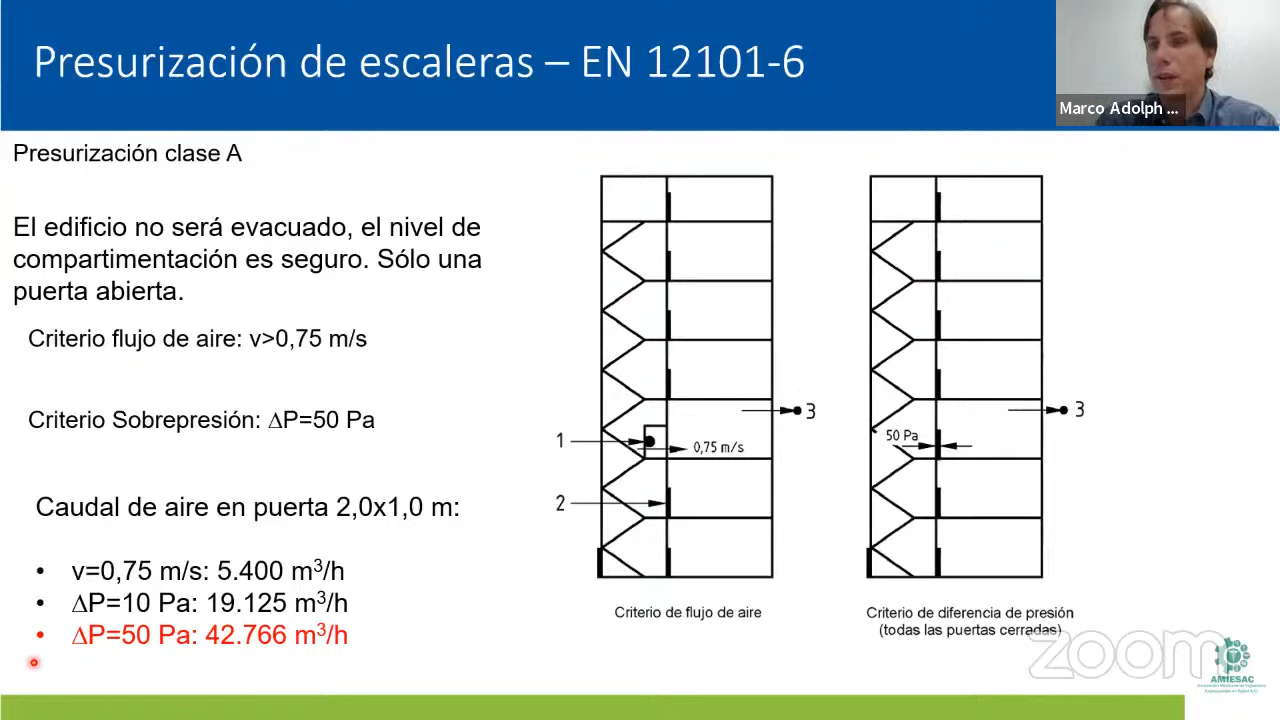 Presurización de escaleras – EN 12101-6
Marco Adolph ...
Presurización clase A
El edificio no será evacuado, el nivel de
compartimentación es seguro. Sólo una
puerta abierta.
Criterio flujo de aire: v>0,75 m/s
Criterio Sobrepresión: ∆P=50 Pa
Caudal de aire en puerta 2,0x1,0 m:
• v=0,75 m/s: 5.400 m³/h
• ∆P=10 Pa: 19.125 m³/h
• ∆P=50 Pa: 42.766 m³/h
1
2
3
0,75 m/s
Criterio de flujo de aire
50 Pa
3
Criterio de diferencia de presión
(todas las puertas cerradas)
zoom
AMIESAC